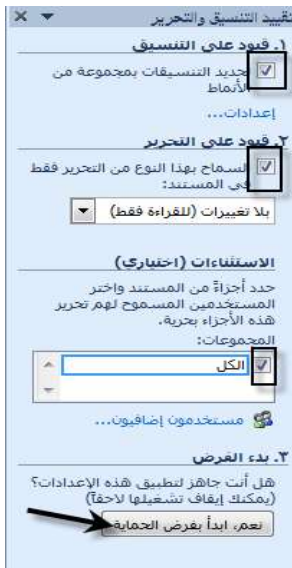 تقييد التنسيق والتحرير
١. قيود على التنسيق
تحديد التنسيقات بمجموعة من
الأنماط
إعدادات...
٢. قيود على التحرير
السماح بهذا النوع من التحرير فقط
في المستند:
بلا تغييرات (للقراءة فقط)
الاستثناءات (اختياري)
حدد أجزاءً من المستند واختر
المستخدمين المسموح لهم تحرير
هذه الأجزاء بحرية.
المجموعات:
الكل
مستخدمون إضافيون...
٣. بدء الفرض
هل أنت جاهز لتطبيق هذه الإعدادات؟
(يمكنك إيقاف تشغيلها لاحقاً)
نعم، ابدأ بفرض الحماية